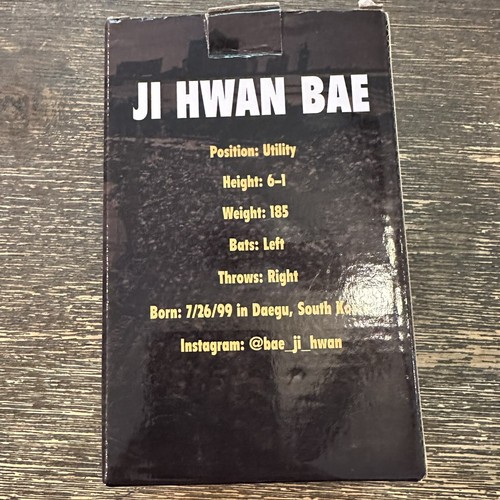 JI HWAN BAE
Position: Utility
Height: 6-1
Weight: 185
Bats: Left
Throws: Right
Born: 7/26/99 in Daegu, South
Instagram: @bae_ji_hwan